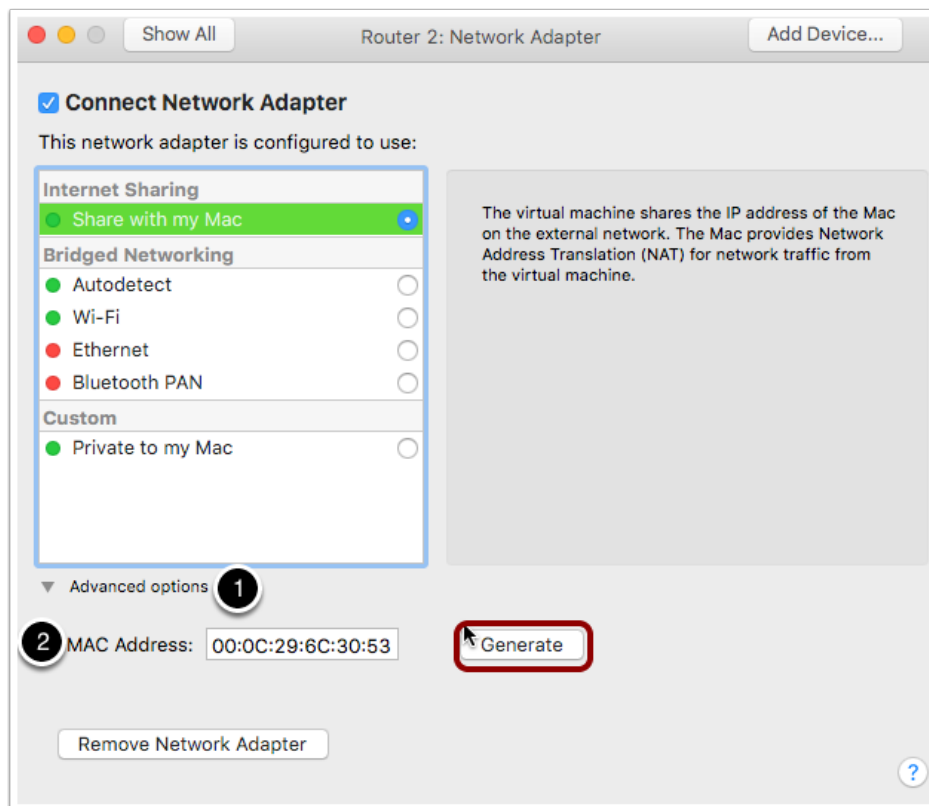 Show All
Router 2: Network Adapter
Add Device...
Connect Network Adapter
This network adapter is configured to use:
Internet Sharing
Share with my Mac
Bridged Networking
Autodetect
Wi-Fi
Ethernet
Bluetooth PAN
Custom
Private to my Mac
The virtual machine shares the IP address of the Mac
on the external network. The Mac provides Network
Address Translation (NAT) for network traffic from
the virtual machine.
Advanced options
1
2
MAC Address: 00:0C:29:6C:30:53
Generate
Remove Network Adapter
?